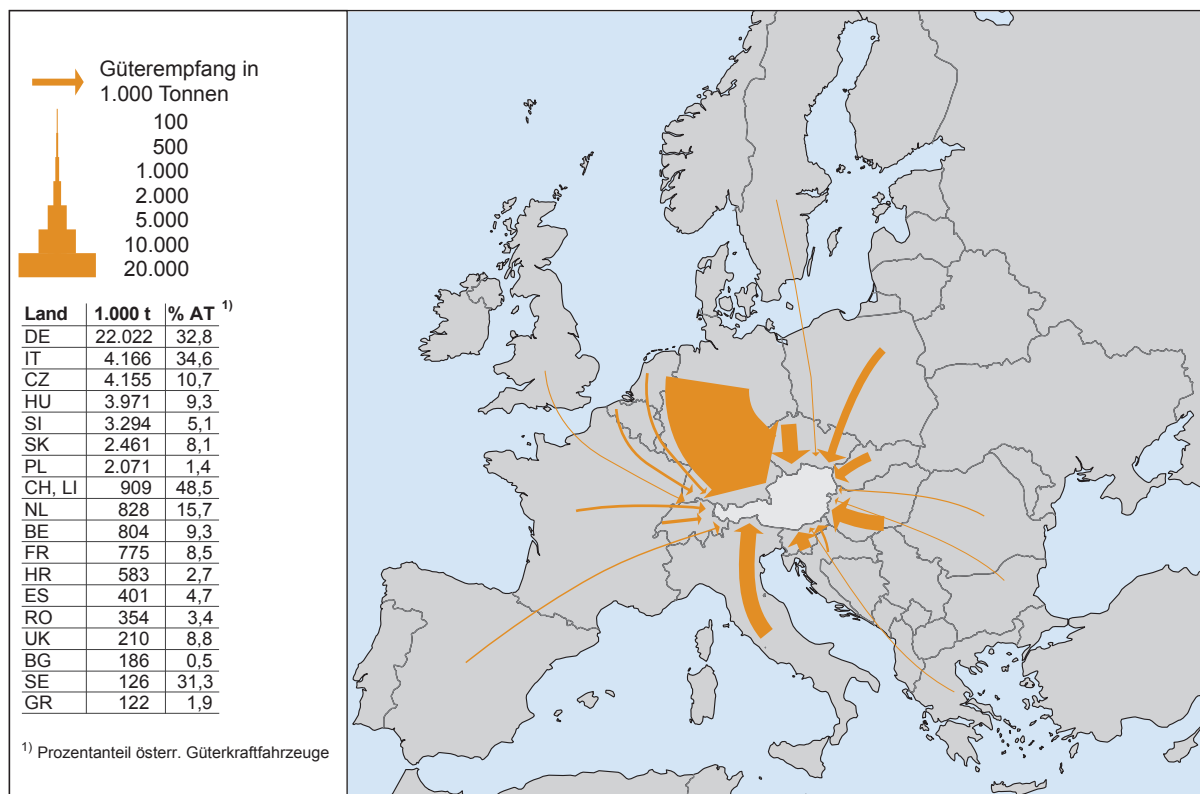 Güterempfang in
1.000 Tonnen
100
500
1.000
2.000
5.000
10.000
20.000
Land 1.000 t % AT 1)
DE 22.022 32,8
IT 4.166 34,6
CZ 4.155 10,7
HU 3.971 9,3
SI 3.294 5,1
SK 2.461 8,1
PL 2.071 1,4
CH, LI 909 48,5
NL 828 15,7
BE 804 9,3
FR 775 8,5
HR 583 2,7
ES 401 4,7
RO 354 3,4
UK 210 8,8
BG 186 0,5
SE 126 31,3
GR 122 1,9
1) Prozentanteil österr. Güterkraftfahrzeuge